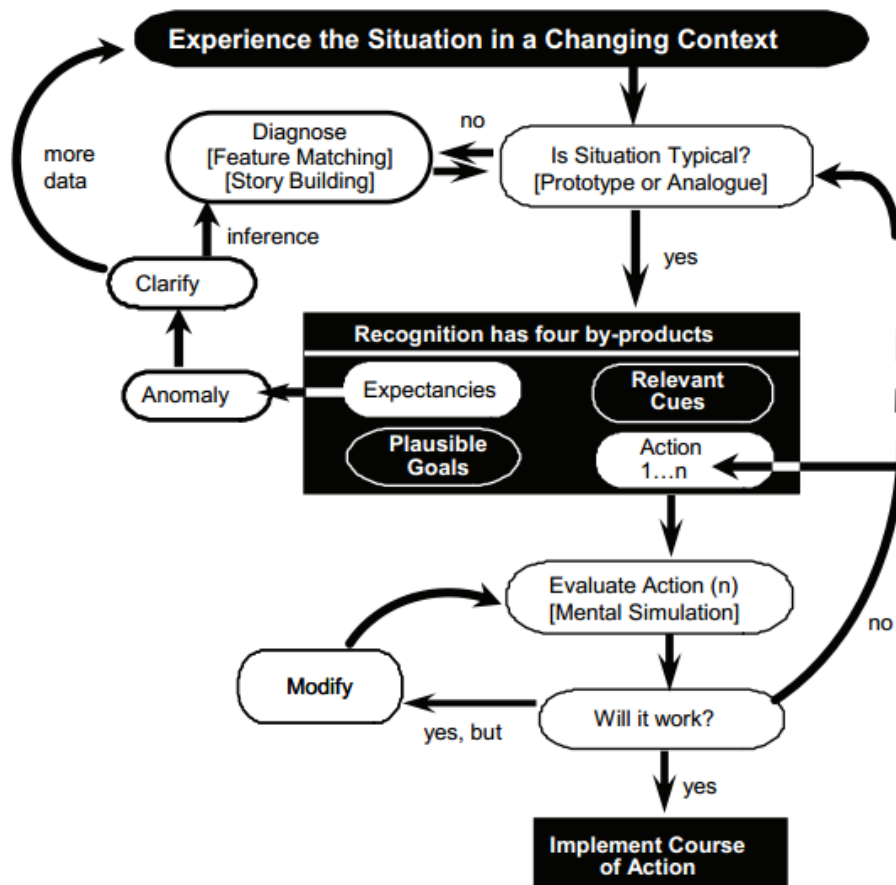 Experience the Situation in a Changing Context
no
Diagnose
[Feature Matching]
[Story Building]
Is Situation Typical?
[Prototype or Analogue]
more
data
inference
yes
Clarify
Recognition has four by-products
Anomaly
Expectancies
Relevant
Cues
Plausible
Goals
Action
1...n
Evaluate Action (n)
[Mental Simulation]
no
Modify
yes, but
Will it work?
yes
Implement Course
of Action